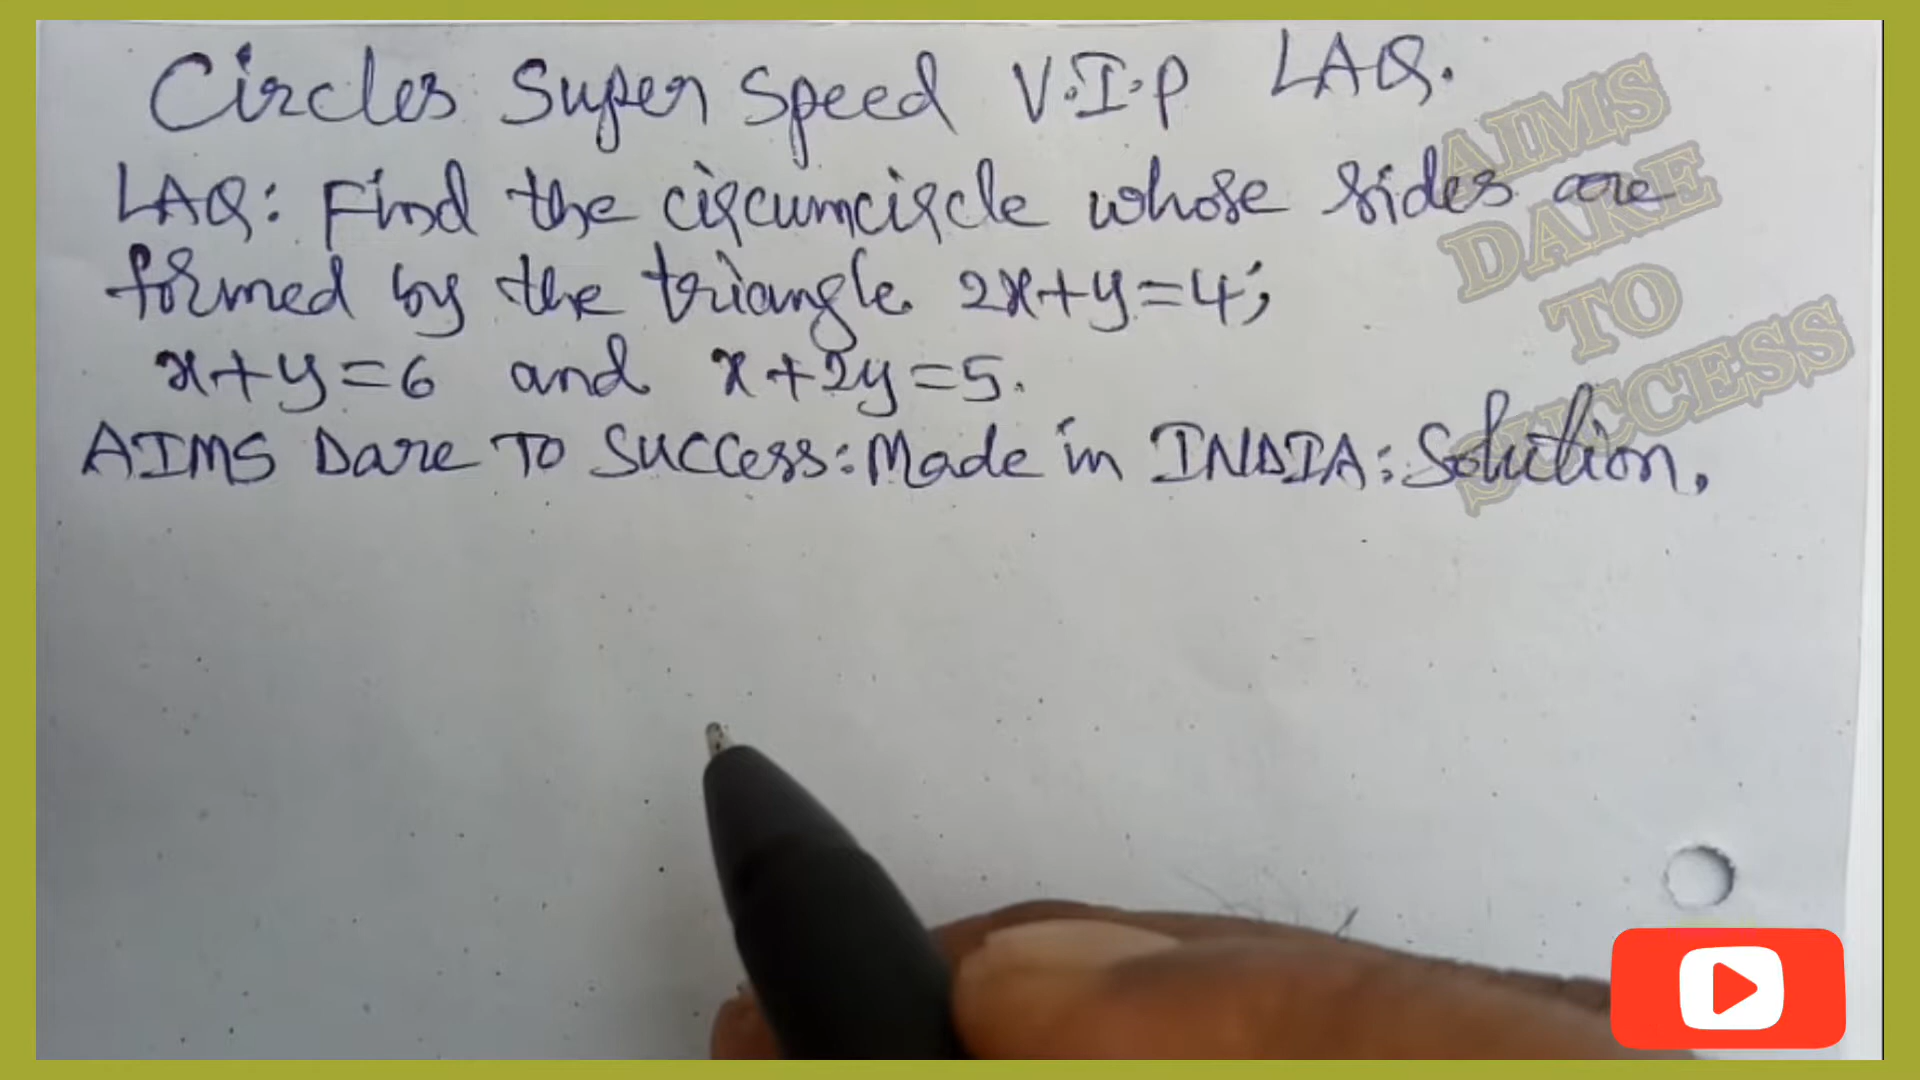 Circles Super Speed V.I.P LAQ.
LAQ: Find the circumcircle whose sides are
formed by the triangle 2x+y=4;
x+y=6 and x+2y=5.
AIMS Dare TO SUCCess: Made in INDIA: Solution.
AIMS
DARE
TO
SUCCESS